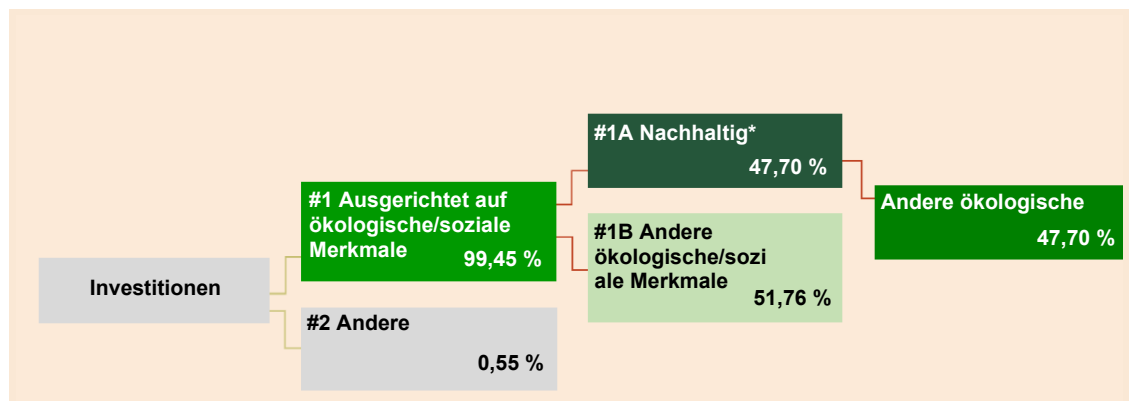 Investitionen
#1 Ausgerichtet auf
ökologische/soziale
Merkmale
99,45 %
#2 Andere
0,55 %
#1A Nachhaltig*
47,70 %
#1B Andere
ökologische/sozi
ale Merkmale
51,76 %
Andere ökologische
47,70 %